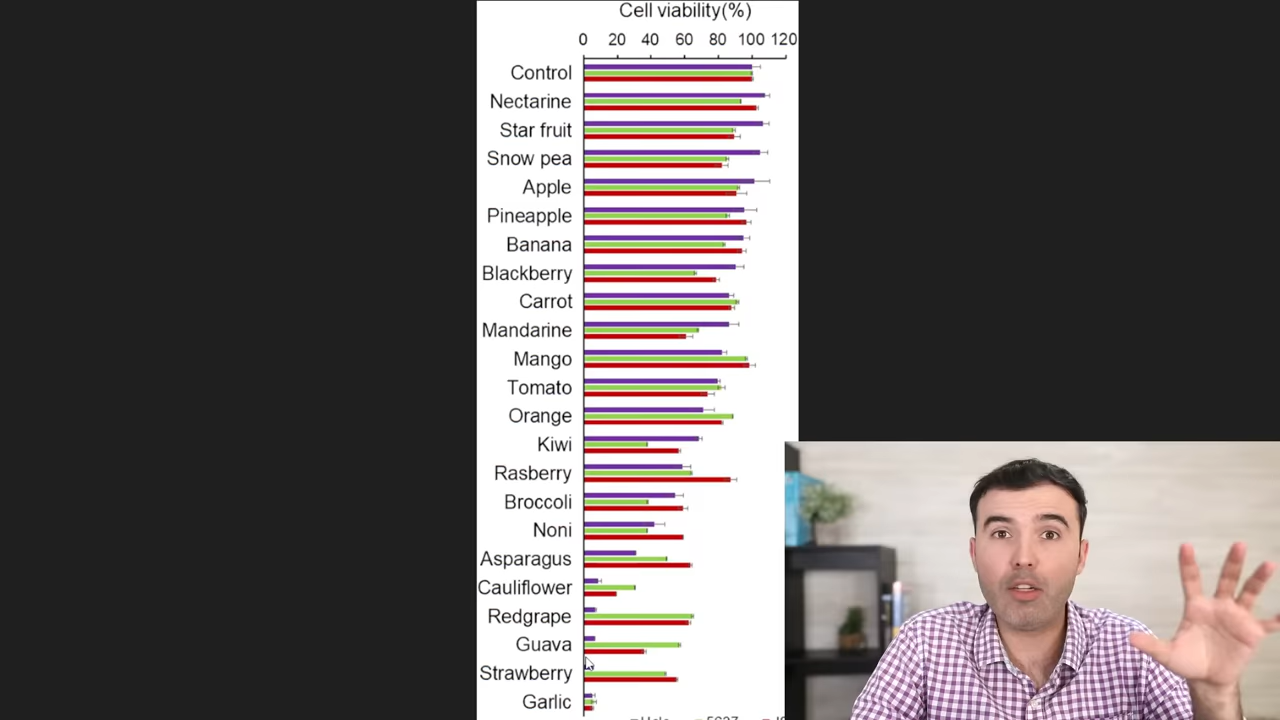 Cell viability(%)
0 20 40 60 80 100 120
Control
Nectarine
Star fruit
Snow pea
Apple
Pineapple
Banana
Blackberry
Carrot
Mandarine
Mango
Tomato
Orange
Kiwi
Rasberry
Broccoli
Noni
Asparagus
Cauliflower
Redgrape
Guava
Strawberry
Garlic